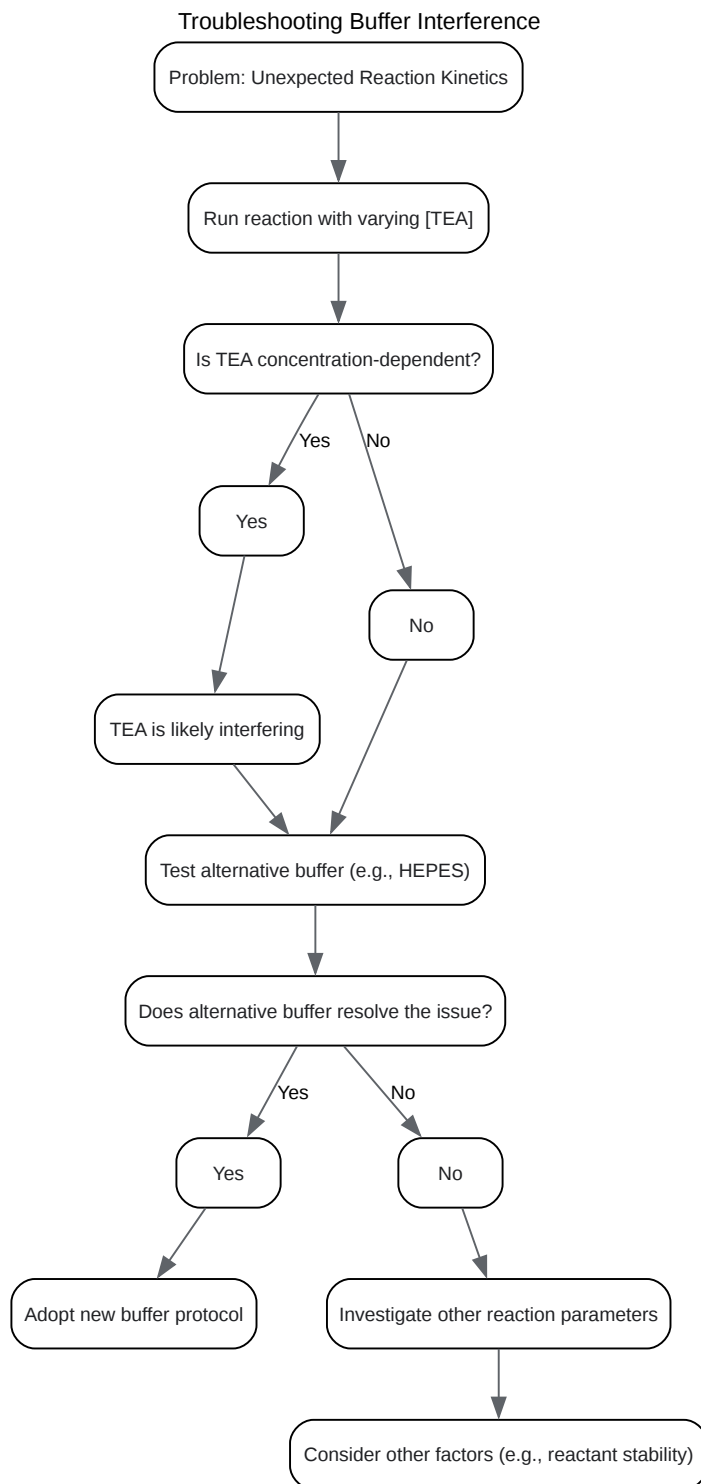 Troubleshooting Buffer Interference
Problem: Unexpected Reaction Kinetics
Run reaction with varying [TEA]
Is TEA concentration-dependent?
Yes
No
Yes
No
TEA is likely interfering
Test alternative buffer (e.g., HEPES)
Does alternative buffer resolve the issue?
Yes
No
Yes
No
Adopt new buffer protocol
Investigate other reaction parameters
Consider other factors (e.g., reactant stability)